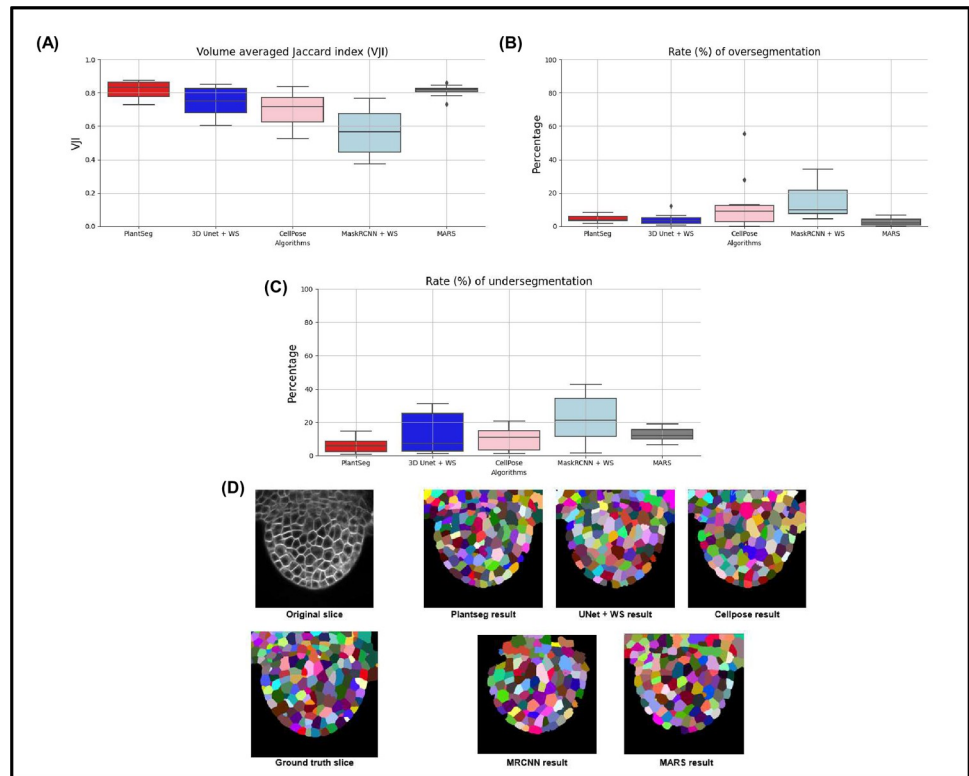 (A)
Volume averaged Jaccard index (VJI)
VJI
1.0
0.8
0.6
0.4
0.2
0.0
PlantSeg
3D Unet + WS
CellPose
MaskRCNN + WS
MARS
Algorithms
(B)
Rate (%) of oversegmentation
Percentage
100
80
60
40
20
0
PlantSeg
3D Unet + WS
CellPose
MaskRCNN + WS
MARS
Algorithms
(C)
Rate (%) of undersegmentation
Percentage
100
80
60
40
20
0
PlantSeg
3D Unet + WS
CellPose
MaskRCNN + WS
MARS
Algorithms
(D)
Original slice
Plantseg result
UNet + WS result
Cellpose result
Ground truth slice
MRCNN result
MARS result